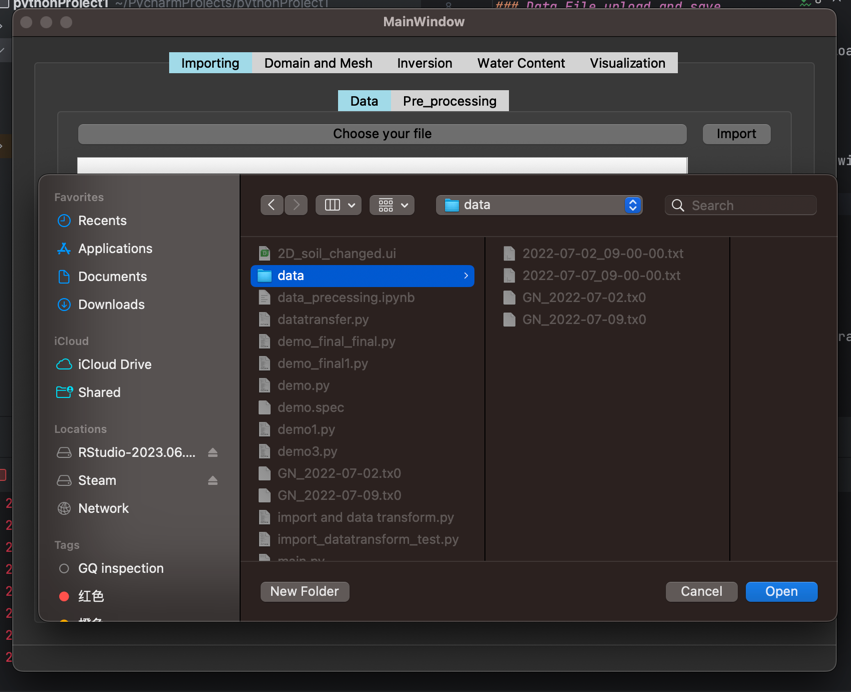 pythonProject1 ~/PycharmProjects/pythonProject1
### Data File upload and save
MainWindow
Importing
Domain and Mesh
Inversion
Water Content
Visualization
Data
Pre_processing
Choose your file
Import
Favorites
Recents
Applications
Documents
Downloads
iCloud
iCloud Drive
Shared
Locations
RStudio-2023.06....
Steam
Network
Tags
GQ inspection
红色
橙色
data
Search
2D_soil_changed.ui
data
data_precessing.ipynb
datatransfer.py
demo_final_final.py
demo_final1.py
demo.py
demo.spec
demo1.py
demo3.py
GN_2022-07-02.tx0
GN_2022-07-09.tx0
import and data transform.py
import_datatransform_test.py
main.py
2022-07-02_09-00-00.txt
2022-07-07_09-00-00.txt
GN_2022-07-02.tx0
GN_2022-07-09.tx0
New Folder
Cancel
Open